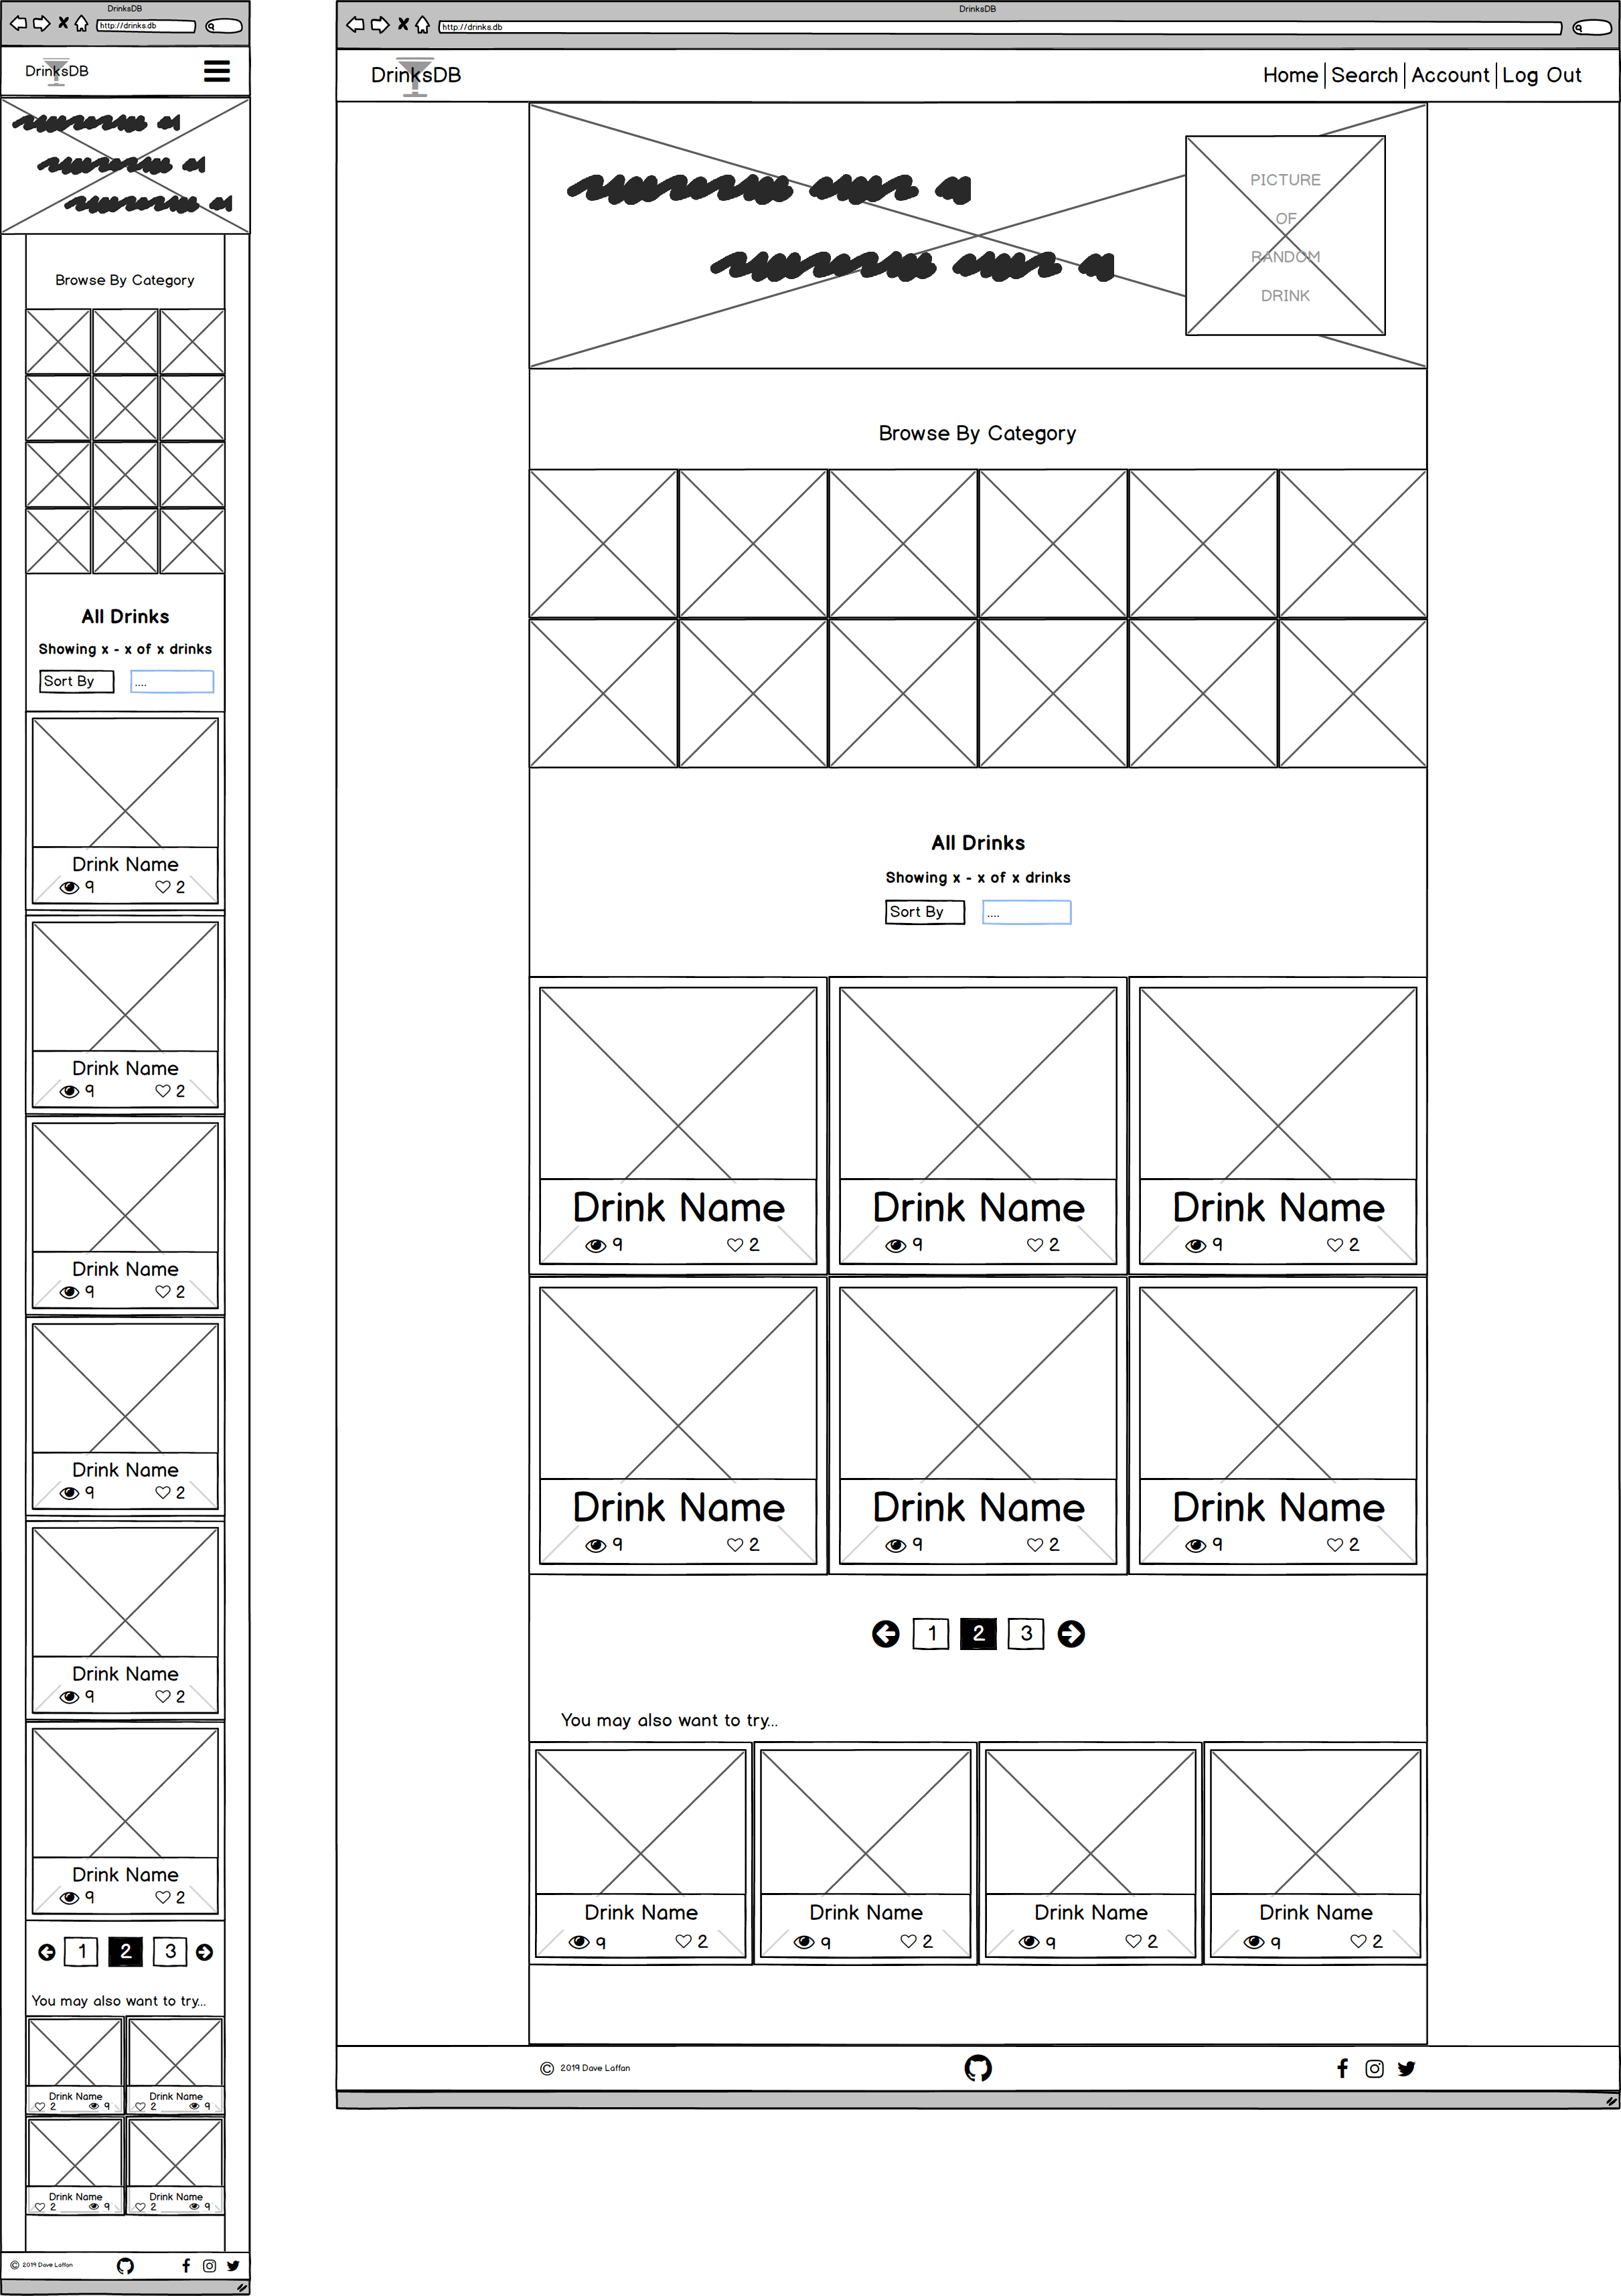 DrinksDB
http://drinks.db
DrinksDB
Browse By Category
All Drinks
Showing x - x of x drinks
Sort By ....
Drink Name
9 2
Drink Name
9 2
Drink Name
9 2
Drink Name
9 2
Drink Name
9 2
Drink Name
9 2
1 2 3
You may also want to try...
Drink Name Drink Name
2 9 2 9
Drink Name Drink Name
2 9 2 9
© 2019 Dave Laffan
DrinksDB
http://drinks.db
DrinksDB Home Search Account Log Out
PICTURE
OF
RANDOM
DRINK
Browse By Category
All Drinks
Showing x - x of x drinks
Sort By ....
Drink Name Drink Name Drink Name
9 2 9 2 9 2
Drink Name Drink Name Drink Name
9 2 9 2 9 2
1 2 3
You may also want to try...
Drink Name Drink Name Drink Name Drink Name
9 2 9 2 9 2 9 2
© 2019 Dave Laffan